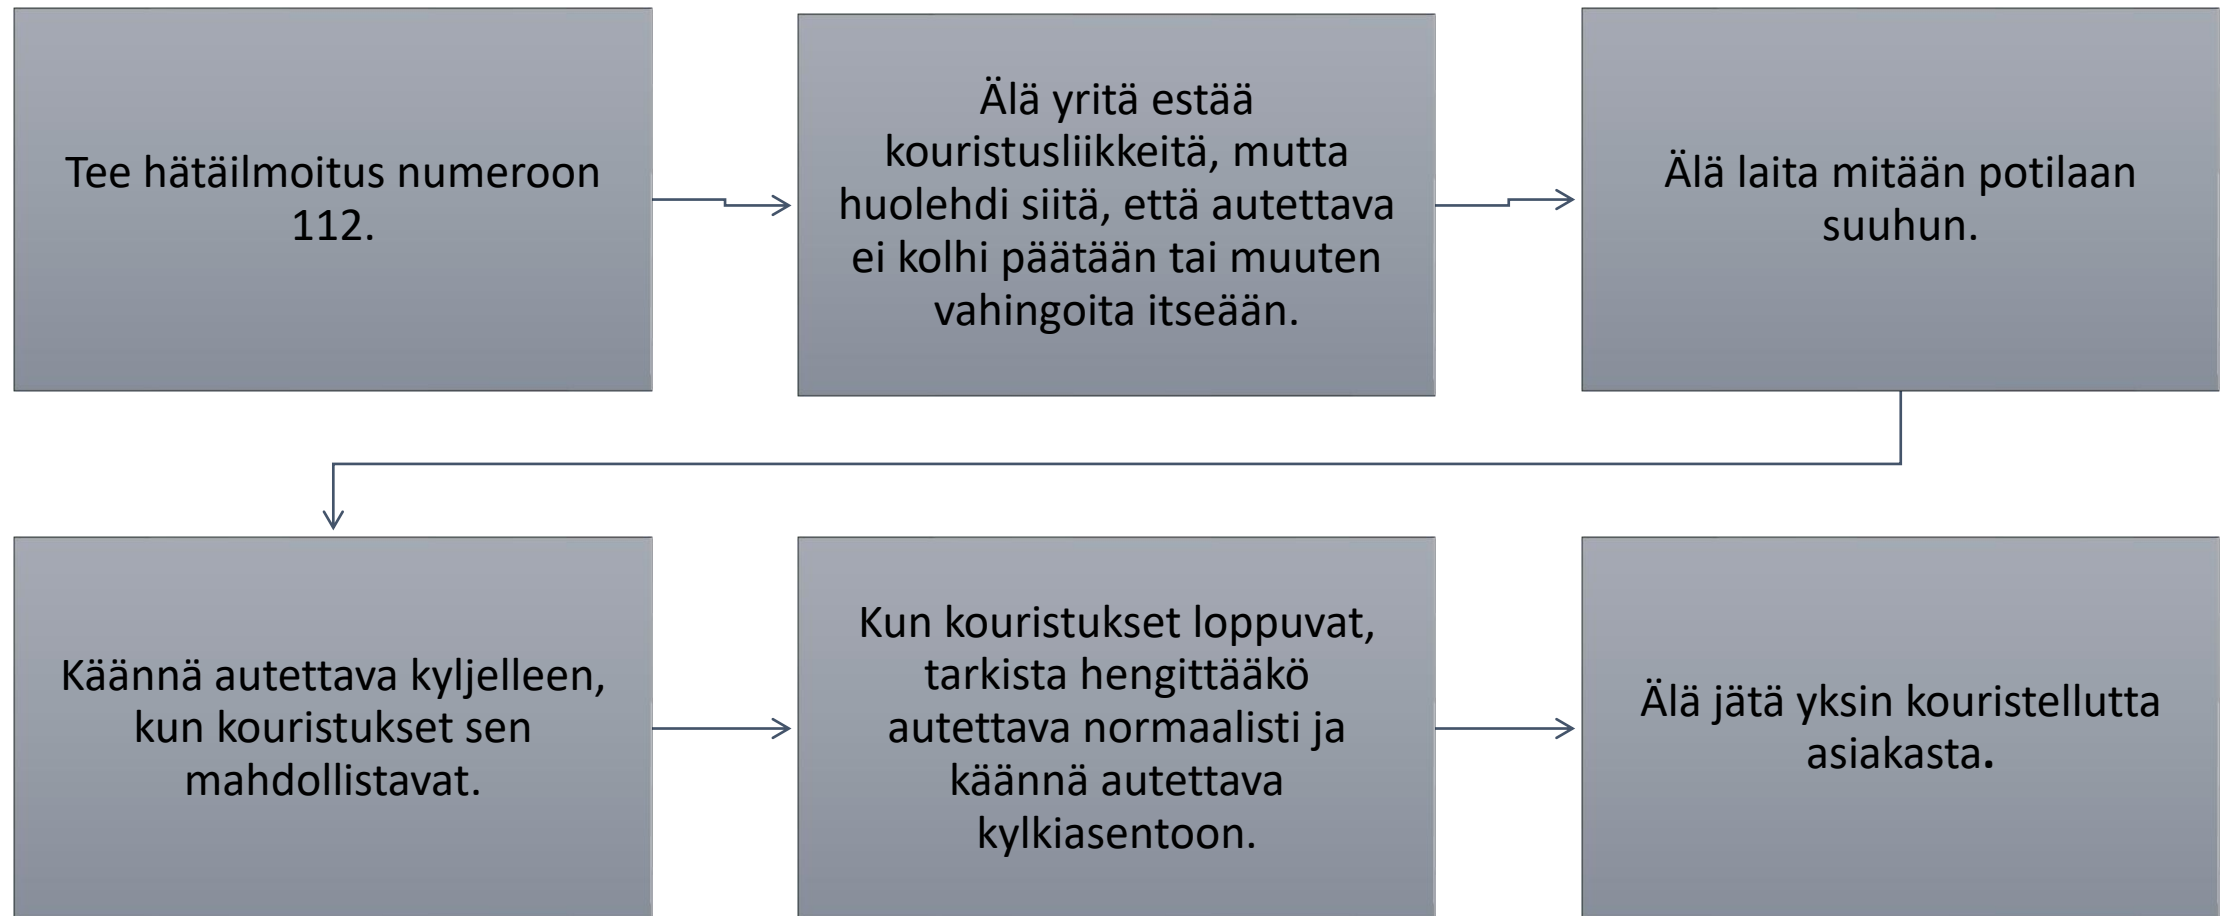 Tee hätäilmoitus numeroon
112.
Älä yritä estää
kouristusliikkeitä, mutta
huolehdi siitä, että autettava
ei kolhi päätään tai muuten
vahingoita itseään.
Älä laita mitään potilaan
suuhun.
Käännä autettava kyljelleen,
kun kouristukset sen
mahdollistavat.
Kun kouristukset loppuvat,
tarkista hengittääkö
autettava normaalisti ja
käännä autettava
kylkiasentoon.
Älä jätä yksin kouristellutta
asiakasta.